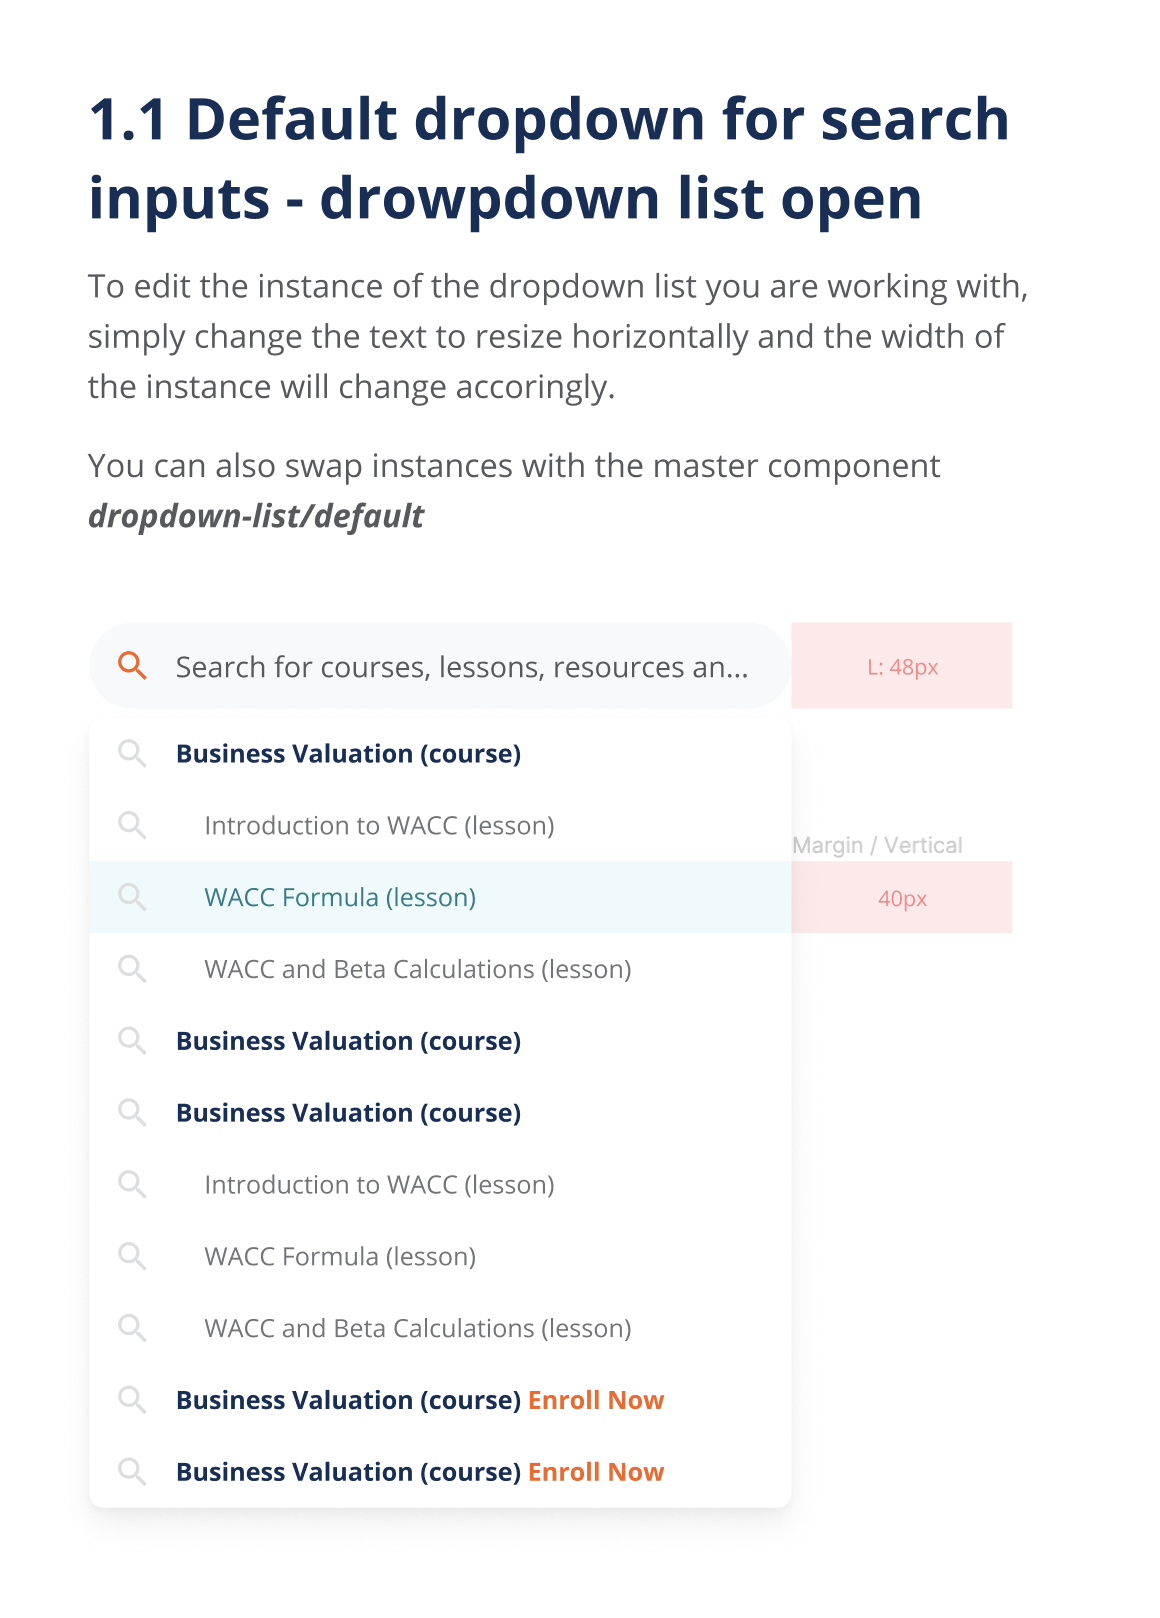 1.1 Default dropdown for search
inputs - drowpdown list open
To edit the instance of the dropdown list you are working with,
simply change the text to resize horizontally and the width of
the instance will change accoringly.
You can also swap instances with the master component
dropdown-list/default
Search for courses, lessons, resources an...
L: 48px
Business Valuation (course)
Introduction to WACC (lesson)
Margin / Vertical
WACC Formula (lesson)
40px
WACC and Beta Calculations (lesson)
Business Valuation (course)
Business Valuation (course)
Introduction to WACC (lesson)
WACC Formula (lesson)
WACC and Beta Calculations (lesson)
Business Valuation (course) Enroll Now
Business Valuation (course) Enroll Now